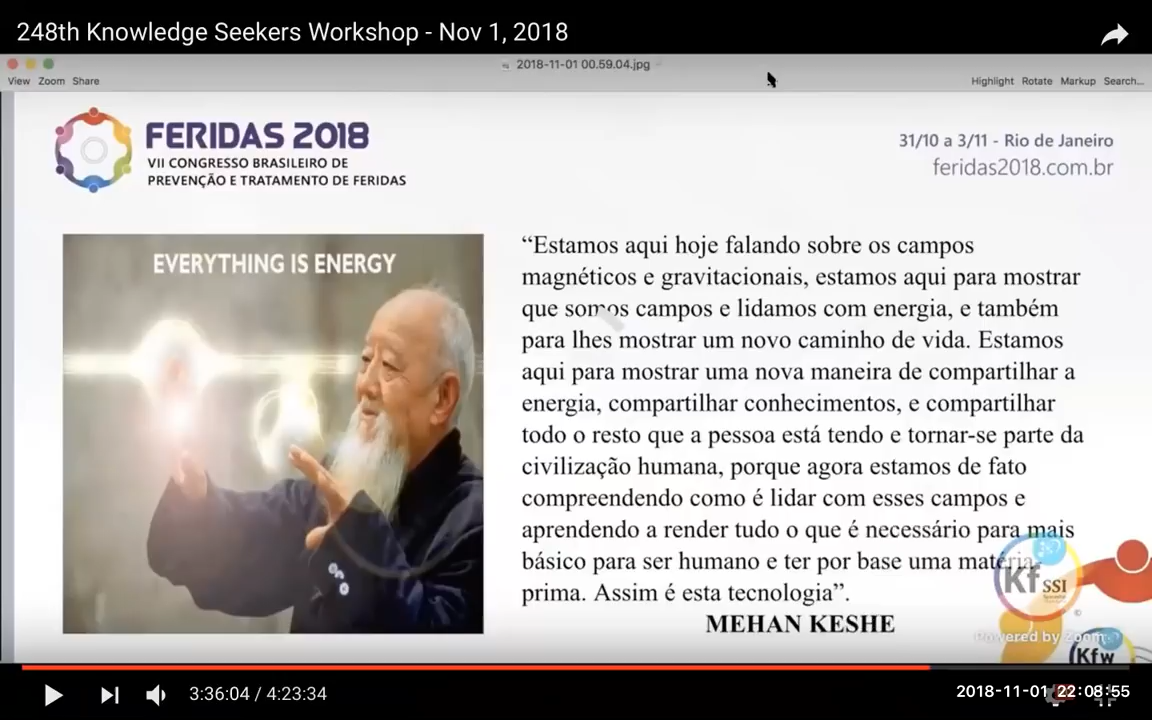 248th Knowledge Seekers Workshop - Nov 1, 2018
2018-11-01 00.59.04.jpg
View Zoom Share
Highlight Rotate Markup Search...
FERIDAS 2018
VII CONGRESSO BRASILEIRO DE
PREVENÇÃO E TRATAMENTO DE FERIDAS
31/10 a 3/11 - Rio de Janeiro
feridas2018.com.br
EVERYTHING IS ENERGY
“Estamos aqui hoje falando sobre os campos
magnéticos e gravitacionais, estamos aqui para mostrar
que somos campos e lidamos com energia, e também
para lhes mostrar um novo caminho de vida. Estamos
aqui para mostrar uma nova maneira de compartilhar a
energia, compartilhar conhecimentos, e compartilhar
todo o resto que a pessoa está tendo e tornar-se parte da
civilização humana, porque agora estamos de fato
compreendendo como é lidar com esses campos e
aprendendo a render tudo o que é necessário para mais
básico para ser humano e ter por base uma matéria
prima. Assim é esta tecnologia”.
MEHAN KESHE
Kf SSI
Powered by Zoom
Kfw
3:36:04 / 4:23:34
2018-11-01 22:08:55